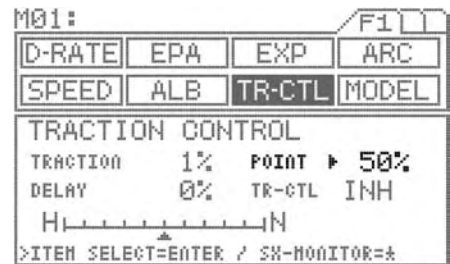 M01: F1
D-RATE EPA EXP ARC
SPEED ALB TR-CTL MODEL
TRACTION CONTROL
TRACTION 1% POINT ▶ 50%
DELAY 0% TR-CTL INH
H N
>ITEM SELECT=ENTER / SX-MONITOR=±